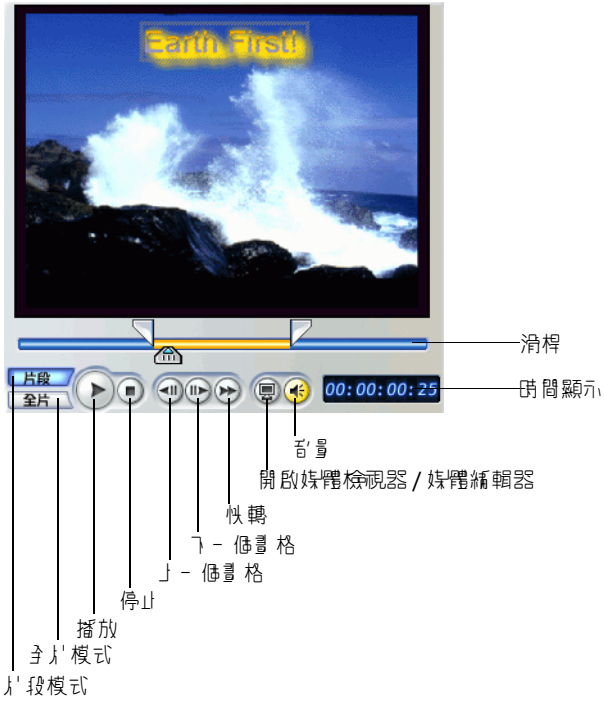 Earth First!
滑桿
片段
全片
00:00:00:25
時間顯示
音量
開啟媒體檢視器 / 媒體編輯器
快轉
下一個畫格
上一個畫格
停止
播放
全片模式
片段模式